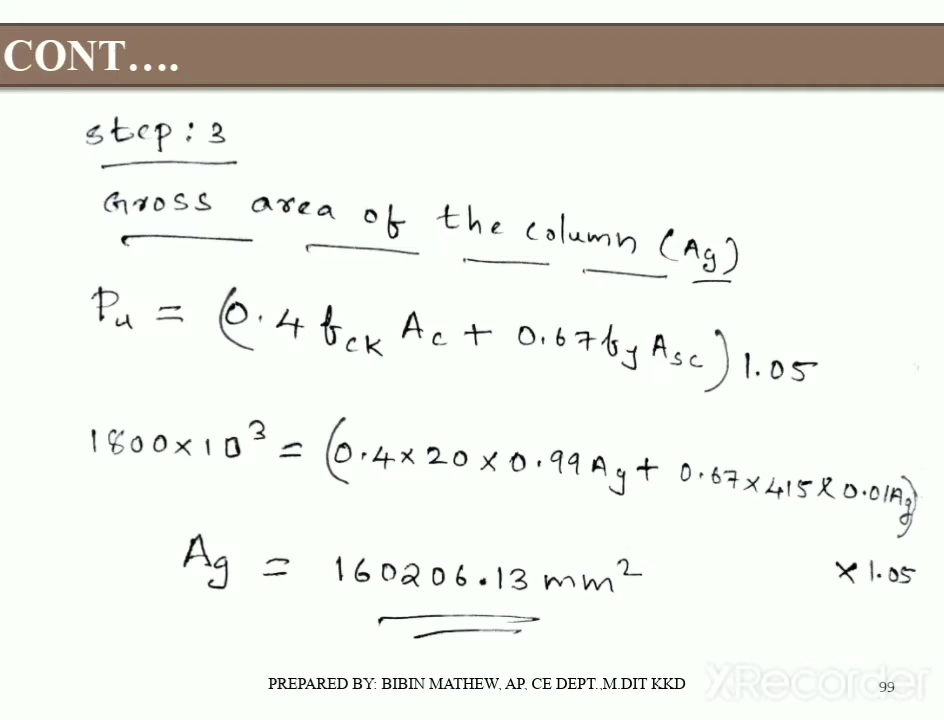 CONT….
step: 3
Gross area of the column (Ag)
Pu = (0.4 fck Ac + 0.67 fy Asc) 1.05
1800 × 10³ = (0.4 × 20 × 0.99 Ag + 0.67 × 415 × 0.01 Ag)
× 1.05
Ag = 160206.13 mm²
PREPARED BY: BIBIN MATHEW, AP, CE DEPT.,M.DIT KKD
XRecorder
99